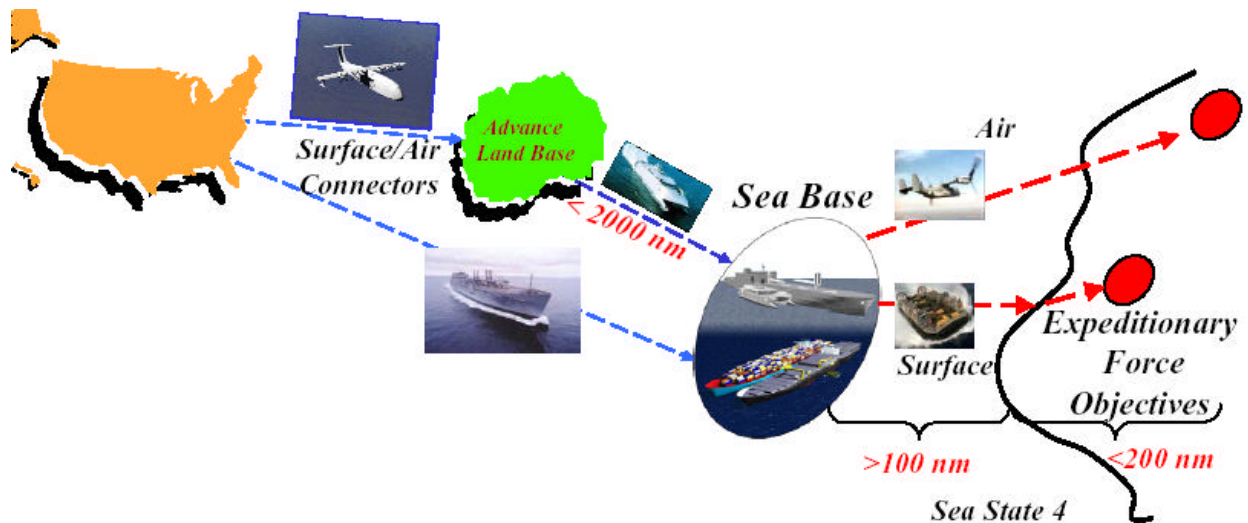 Surface/Air
Connectors
Advance
Land Base
< 2000 nm
Sea Base
Air
Surface
Expeditionary
Force
Objectives
>100 nm
<200 nm
Sea State 4